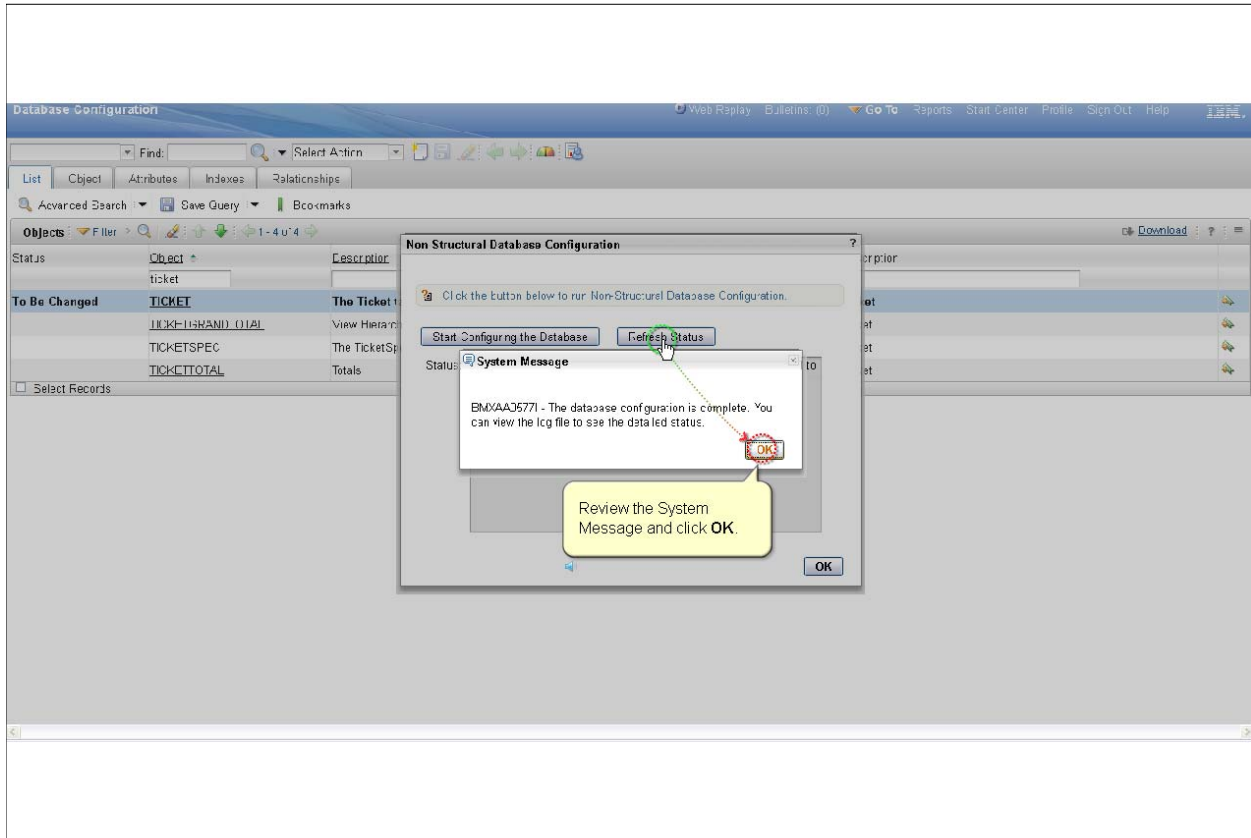 Database Configuration
Web Replay Bulletins: (0) Go To Reports Start Center Profile Sign Out Help IBM.
Find: Select Action
List Object Attributes Indexes Relationships
Advanced Search Save Query Bookmarks
Objects Filter 1 - 4 of 4 Download ?
Status Object Description
ticket
To Be Changed TICKET The Ticket
TICKETGRANDTOTAL View Hierarc
TICKETSPEC The TicketSp
TICKETTOTAL Totals
Select Records
Non Structural Database Configuration ?
Click the button below to run Non-Structural Database Configuration.
Start Configuring the Database Refresh Status
Status to
System Message
BMXAA0577I - The database configuration is complete. You
can view the log file to see the detailed status.
OK
Review the System
Message and click OK.
OK